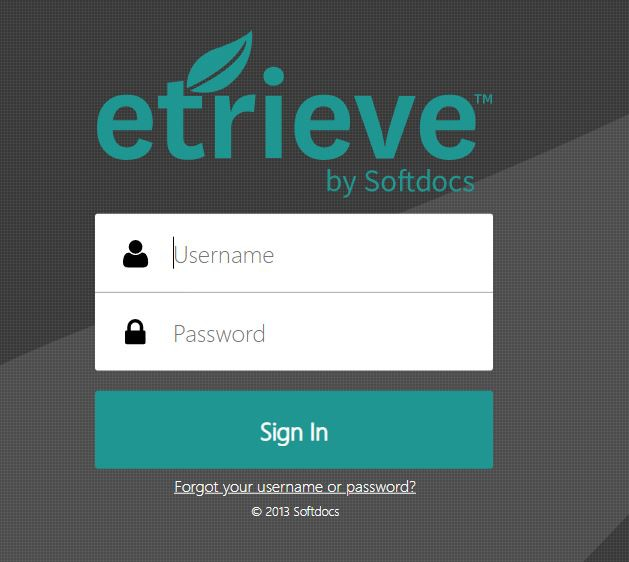 etrieve™
by Softdocs
Username
Password
Sign In
Forgot your username or password?
© 2013 Softdocs